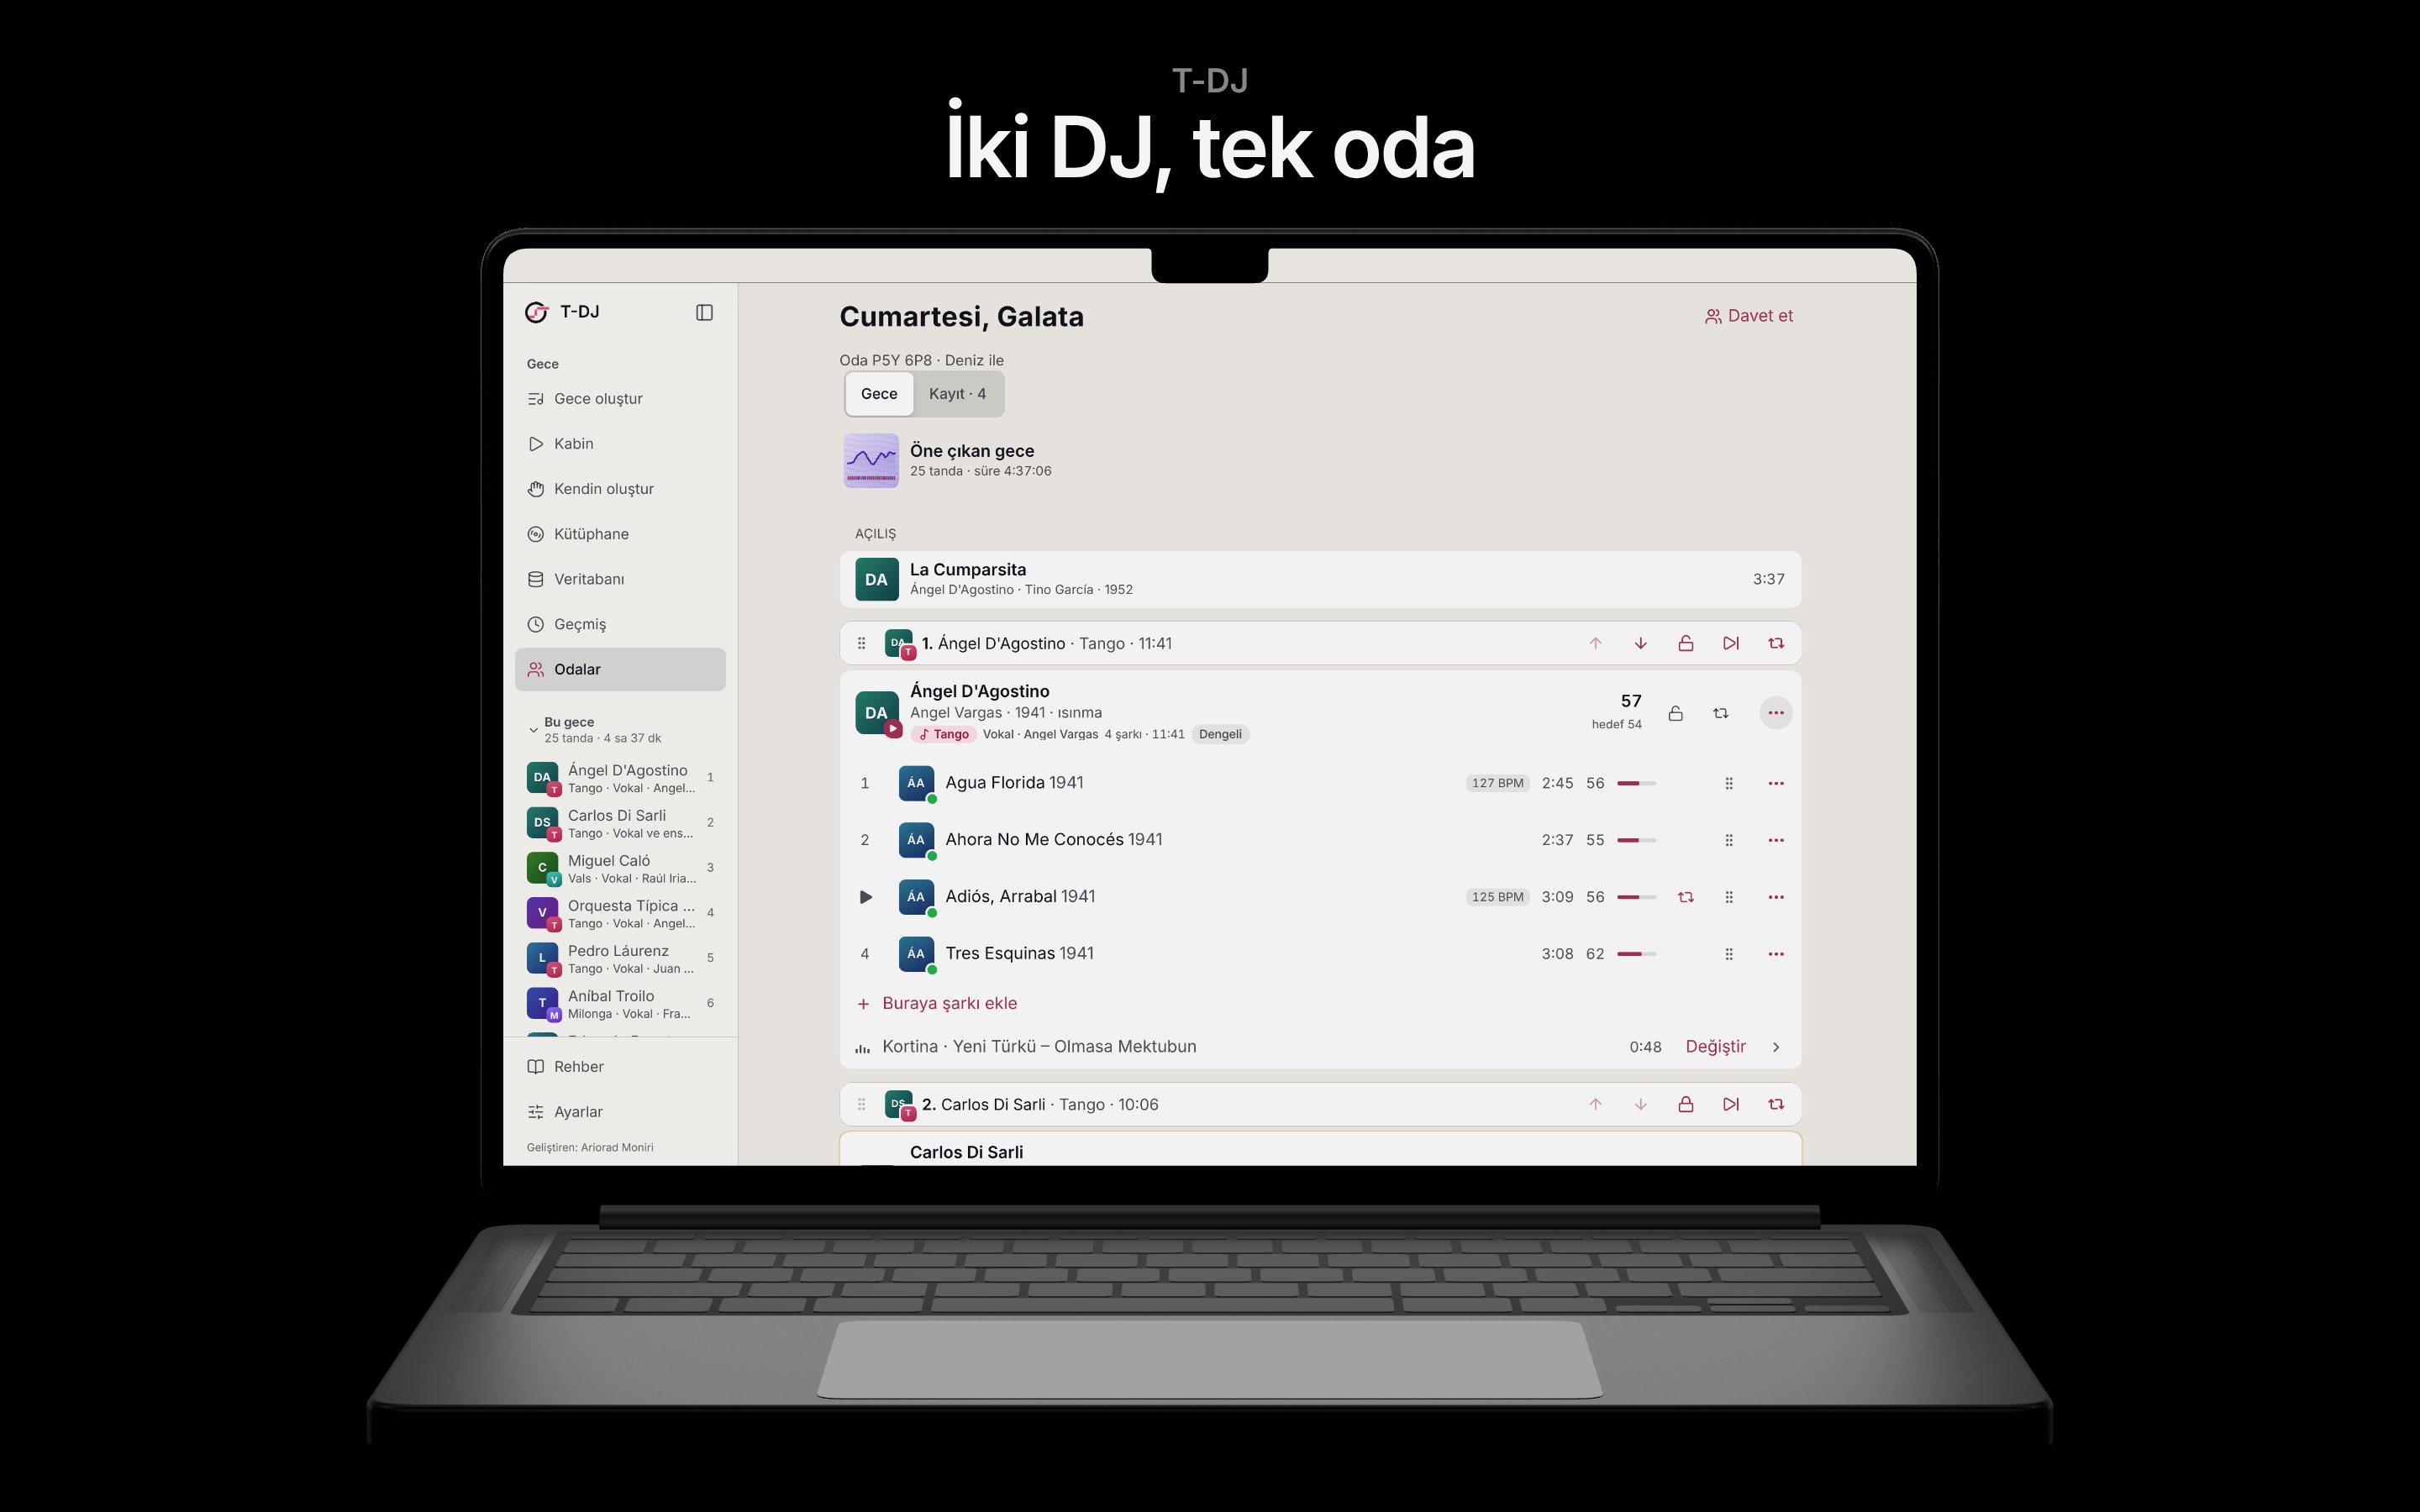 T-DJ
İki DJ, tek oda
T-DJ
Gece
Gece oluştur
Kabin
Kendin oluştur
Kütüphane
Veritabanı
Geçmiş
Odalar
Bu gece
25 tanda · 4 sa 37 dk
DA
T
Ángel D'Agostino
1
Tango · Vokal · Angel...
DS
T
Carlos Di Sarli
2
Tango · Vokal ve ens...
C
V
Miguel Caló
3
Vals · Vokal · Raúl Iria...
V
T
Orquesta Típica ...
4
Tango · Vokal · Angel...
L
T
Pedro Láurenz
5
Tango · Vokal · Juan ...
T
M
Aníbal Troilo
6
Milonga · Vokal · Fra...
Rehber
Ayarlar
Geliştiren: Ariorad Moniri
Cumartesi, Galata
Davet et
Oda P5Y 6P8 · Deniz ile
Gece
Kayıt · 4
Öne çıkan gece
25 tanda · süre 4:37:06
AÇILIŞ
DA
La Cumparsita
Ángel D'Agostino · Tino García · 1952
3:37
DA
T
1. Ángel D'Agostino · Tango · 11:41
DA
Ángel D'Agostino
Angel Vargas · 1941 · ısınma
Tango Vokal · Angel Vargas 4 şarkı · 11:41 Dengeli
57
hedef 54
1 ÁA Agua Florida 1941 127 BPM 2:45 56
2 ÁA Ahora No Me Conocés 1941 2:37 55
ÁA Adiós, Arrabal 1941 125 BPM 3:09 56
4 ÁA Tres Esquinas 1941 3:08 62
+ Buraya şarkı ekle
Kortina · Yeni Türkü – Olmasa Mektubun 0:48 Değiştir
DS
T
2. Carlos Di Sarli · Tango · 10:06
Carlos Di Sarli